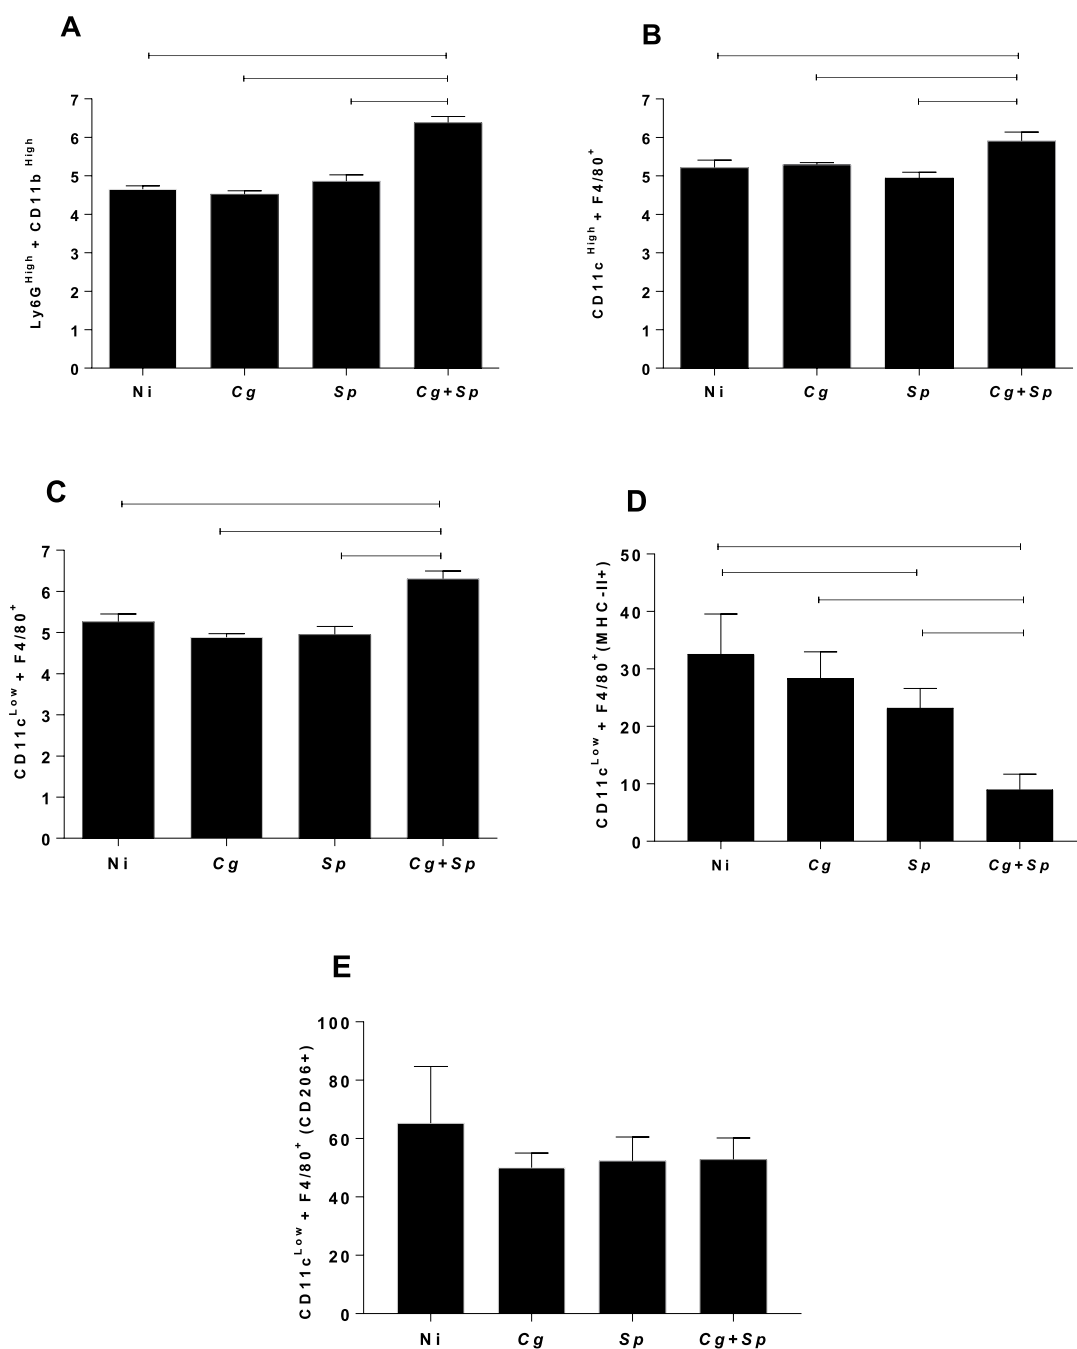 A
Ly6G^High + CD11b ^High
7
6
5
4
3
2
1
0
Ni Cg Sp Cg+Sp
B
CD11c ^High + F4/80^+
7
6
5
4
3
2
1
0
Ni Cg Sp Cg+Sp
C
CD11c^Low + F4/80^+
7
6
5
4
3
2
1
0
Ni Cg Sp Cg+Sp
D
CD11c^Low + F4/80^+(MHC-II+)
50
40
30
20
10
0
Ni Cg Sp Cg+Sp
E
CD11c^Low + F4/80^+ (CD206+)
100
80
60
40
20
0
Ni Cg Sp Cg+Sp